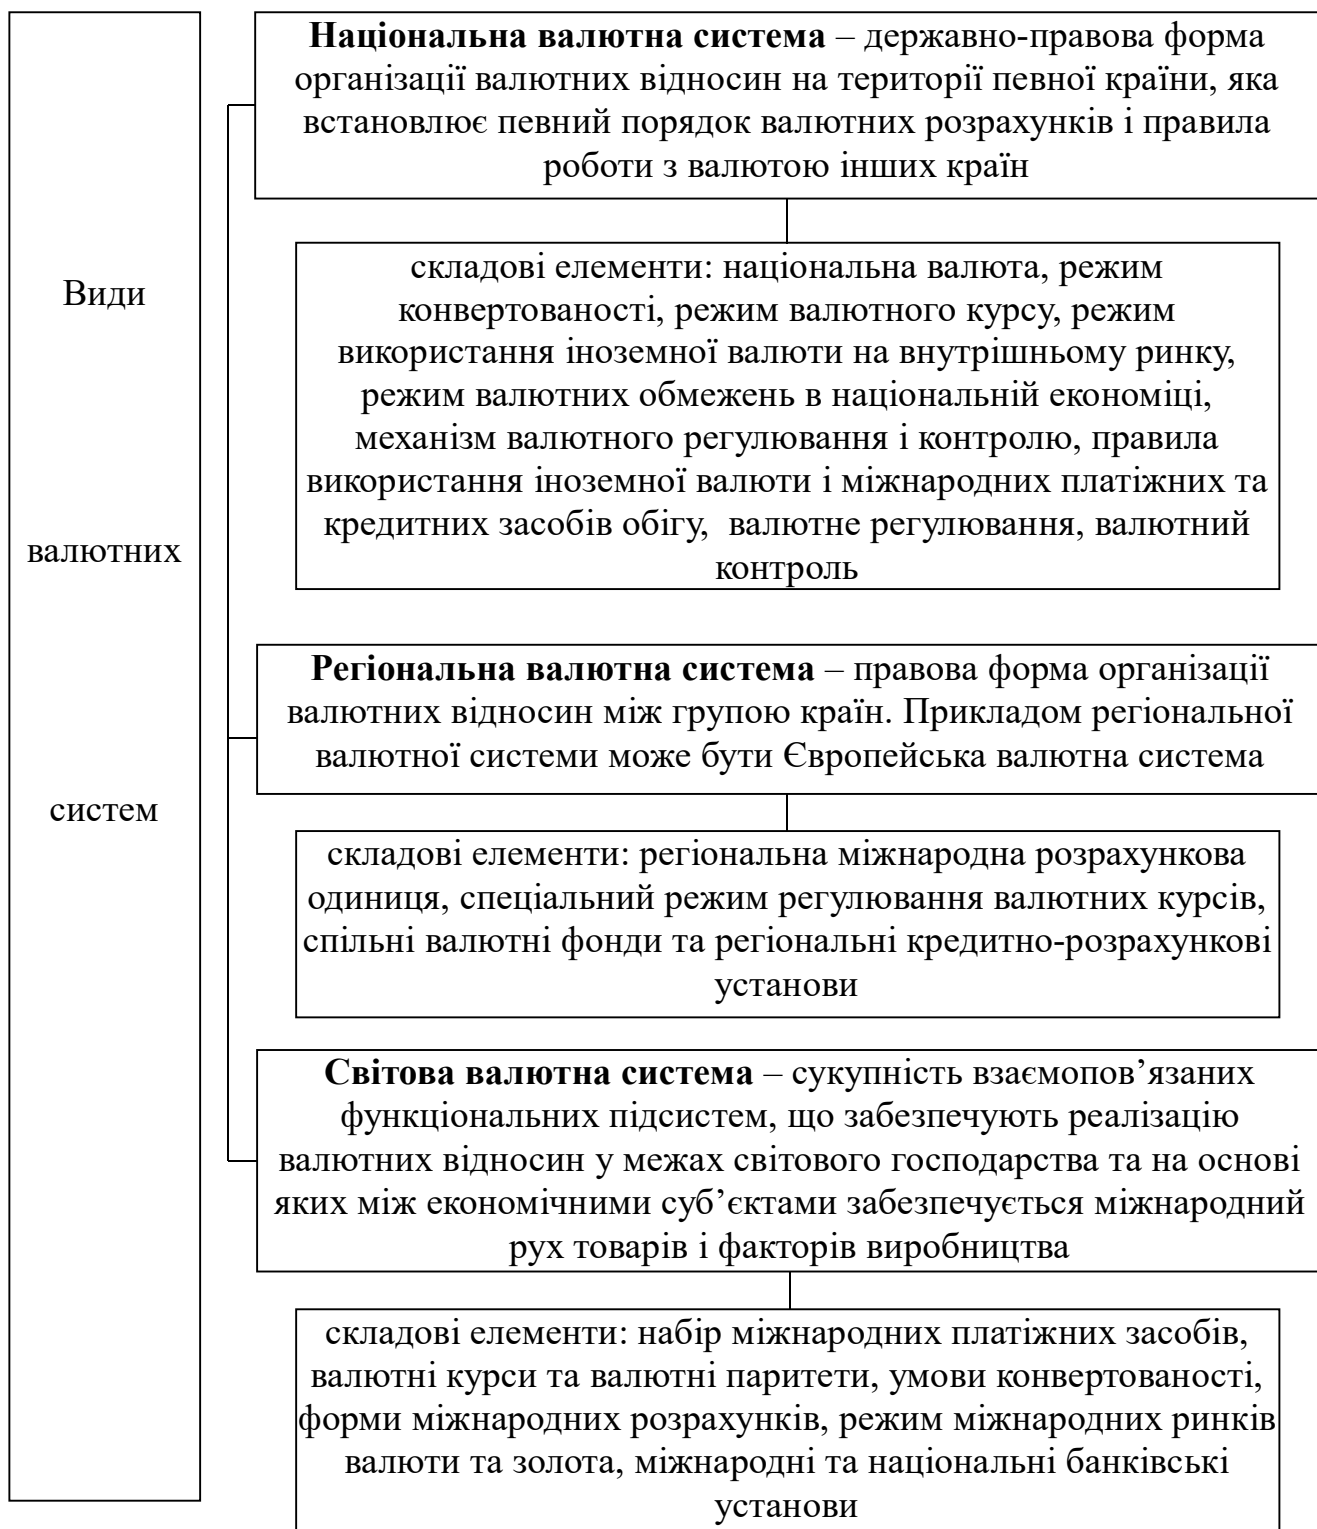 Види
валютних
систем
Національна валютна система – державно-правова форма
організації валютних відносин на території певної країни, яка
встановлює певний порядок валютних розрахунків і правила
роботи з валютою інших країн
складові елементи: національна валюта, режим
конвертованості, режим валютного курсу, режим
використання іноземної валюти на внутрішньому ринку,
режим валютних обмежень в національній економіці,
механізм валютного регулювання і контролю, правила
використання іноземної валюти і міжнародних платіжних та
кредитних засобів обігу,  валютне регулювання, валютний
контроль
Регіональна валютна система – правова форма організації
валютних відносин між групою країн. Прикладом регіональної
валютної системи може бути Європейська валютна система
складові елементи: регіональна міжнародна розрахункова
одиниця, спеціальний режим регулювання валютних курсів,
спільні валютні фонди та регіональні кредитно-розрахункові
установи
Світова валютна система – сукупність взаємопов’язаних
функціональних підсистем, що забезпечують реалізацію
валютних відносин у межах світового господарства та на основі
яких між економічними суб’єктами забезпечується міжнародний
рух товарів і факторів виробництва
складові елементи: набір міжнародних платіжних засобів,
валютні курси та валютні паритети, умови конвертованості,
форми міжнародних розрахунків, режим міжнародних ринків
валюти та золота, міжнародні та національні банківські
установи